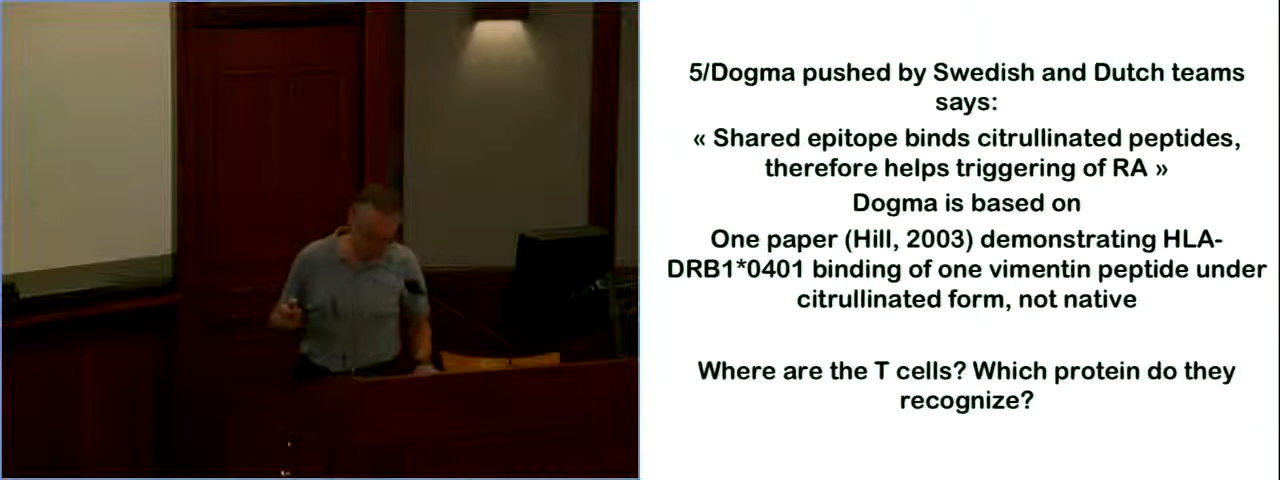 5/Dogma pushed by Swedish and Dutch teams
says:
« Shared epitope binds citrullinated peptides,
therefore helps triggering of RA »
Dogma is based on
One paper (Hill, 2003) demonstrating HLA-
DRB1*0401 binding of one vimentin peptide under
citrullinated form, not native
Where are the T cells? Which protein do they
recognize?